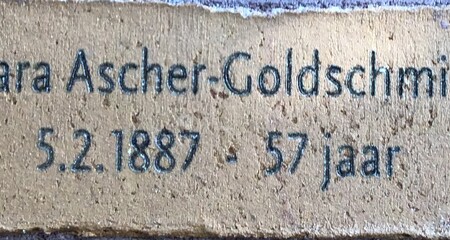 ara Ascher-Goldschmi
5.2.1887 - 57 jaar